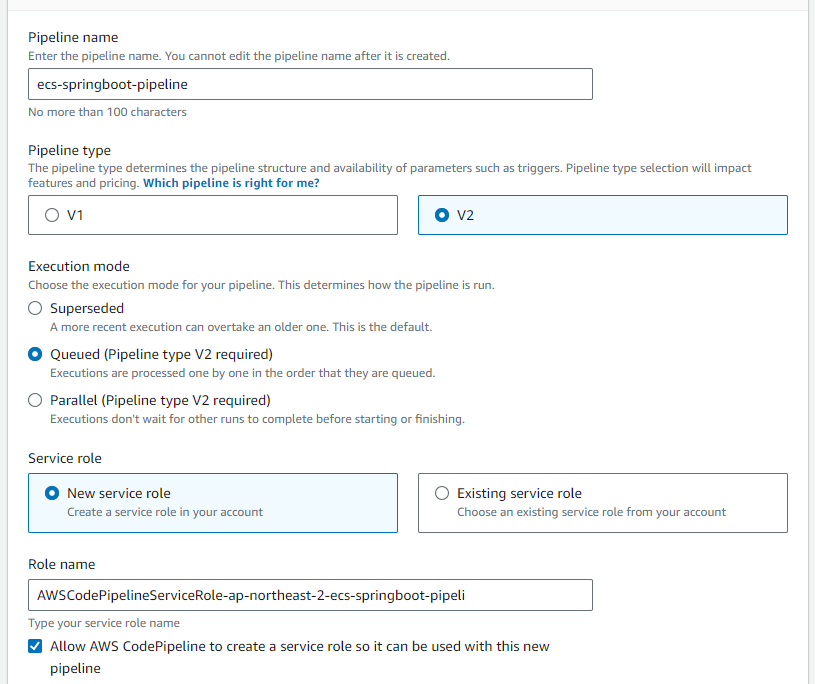 Pipeline name
Enter the pipeline name. You cannot edit the pipeline name after it is created.
ecs-springboot-pipeline
No more than 100 characters
Pipeline type
The pipeline type determines the pipeline structure and availability of parameters such as triggers. Pipeline type selection will impact
features and pricing. Which pipeline is right for me?
V1
V2
Execution mode
Choose the execution mode for your pipeline. This determines how the pipeline is run.
Superseded
A more recent execution can overtake an older one. This is the default.
Queued (Pipeline type V2 required)
Executions are processed one by one in the order that they are queued.
Parallel (Pipeline type V2 required)
Executions don't wait for other runs to complete before starting or finishing.
Service role
New service role
Create a service role in your account
Existing service role
Choose an existing service role from your account
Role name
AWSCodePipelineServiceRole-ap-northeast-2-ecs-springboot-pipeli
Type your service role name
Allow AWS CodePipeline to create a service role so it can be used with this new
pipeline